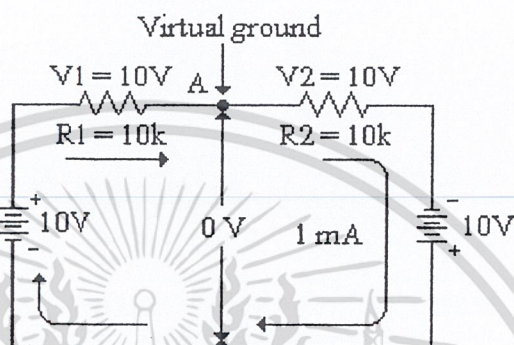 Virtual ground
V1 = 10V A V2 = 10V
R1 = 10k R2 = 10k
+ -
10V 0 V 1 mA 10V
- +